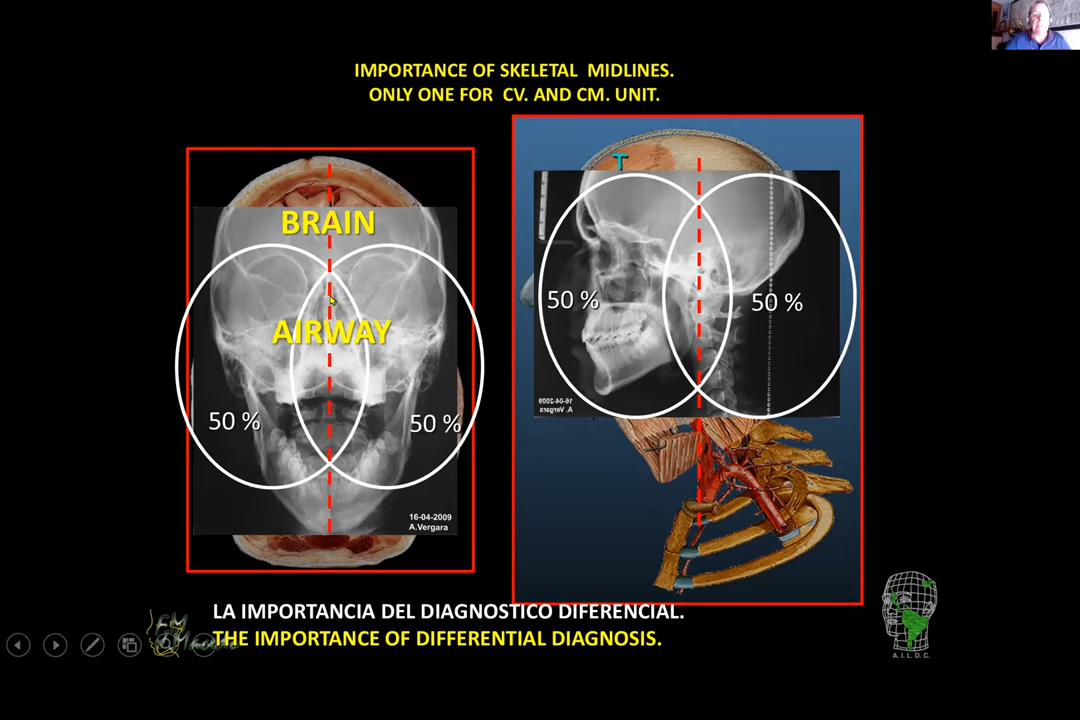 IMPORTANCE OF SKELETAL MIDLINES.
ONLY ONE FOR CV. AND CM. UNIT.
BRAIN
AIRWAY
50 %
50 %
16-04-2009
A.Vergara
T
50 %
50 %
16-04-2009
A. Vergara
LA IMPORTANCIA DEL DIAGNOSTICO DIFERENCIAL.
THE IMPORTANCE OF DIFFERENTIAL DIAGNOSIS.
A. I. L. D. C.